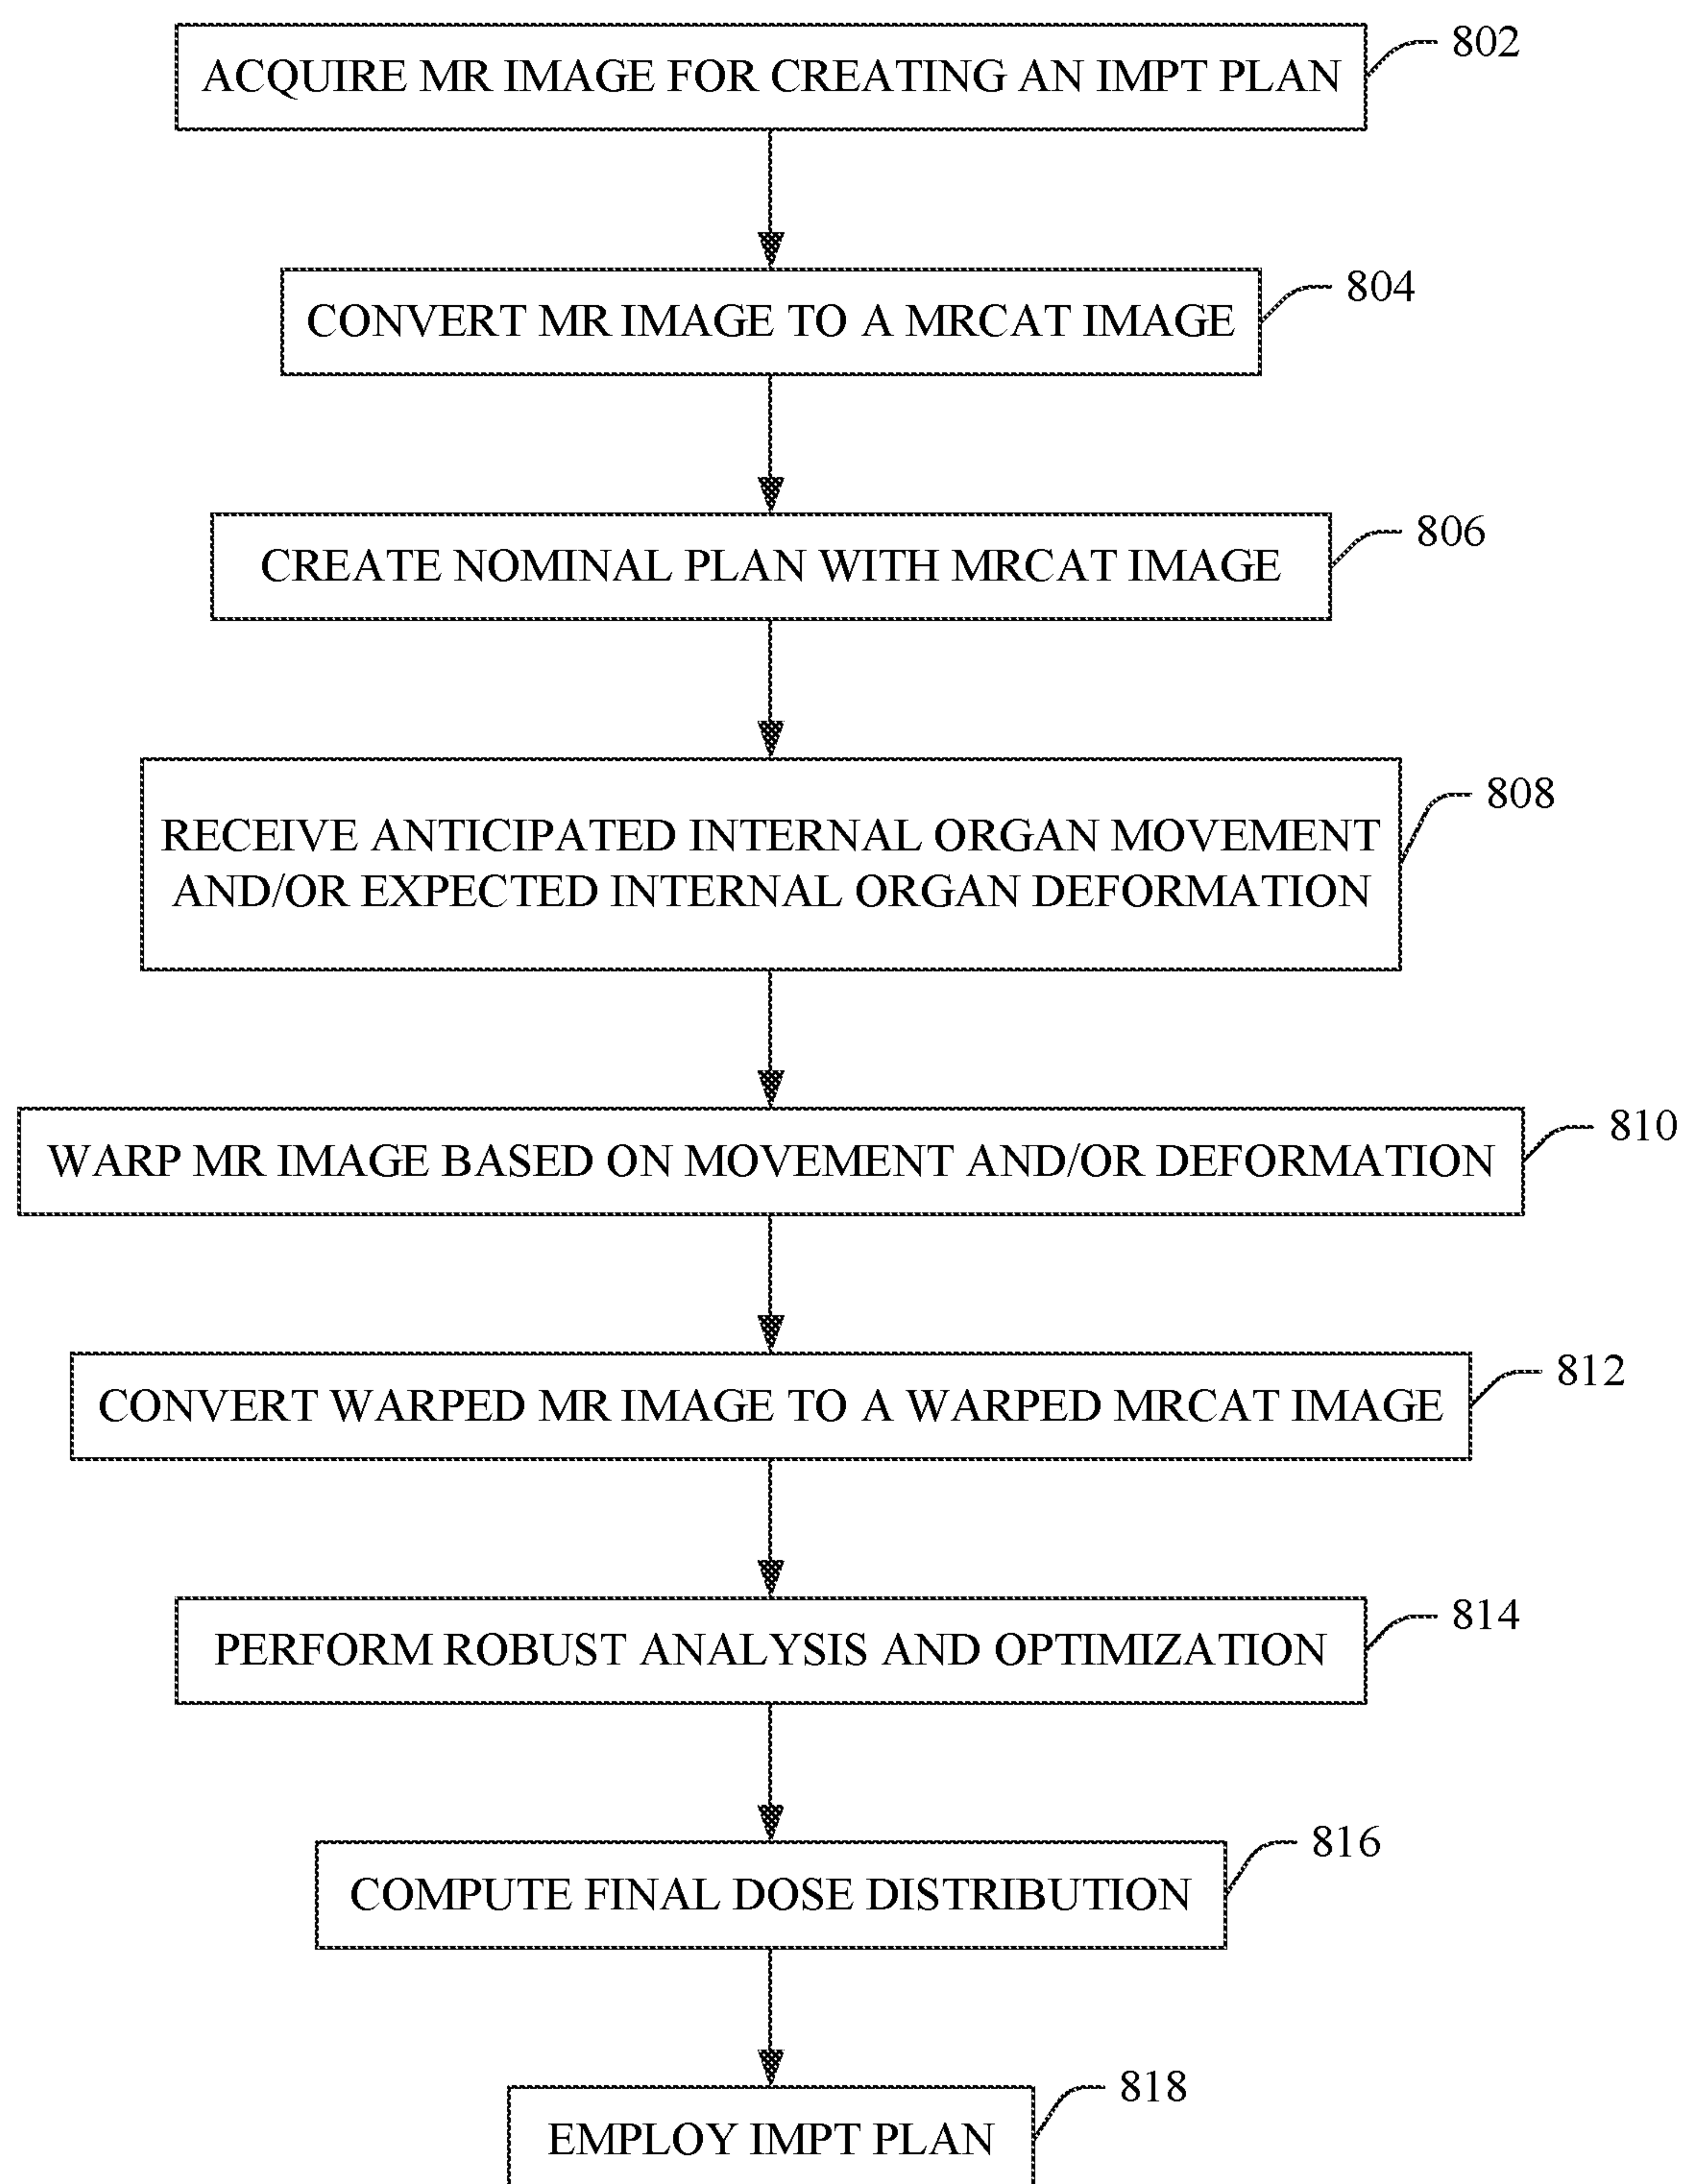 ACQUIRE MR IMAGE FOR CREATING AN IMPT PLAN
802
CONVERT MR IMAGE TO A MRCAT IMAGE
804
CREATE NOMINAL PLAN WITH MRCAT IMAGE
806
RECEIVE ANTICIPATED INTERNAL ORGAN MOVEMENT
AND/OR EXPECTED INTERNAL ORGAN DEFORMATION
808
WARP MR IMAGE BASED ON MOVEMENT AND/OR DEFORMATION
810
CONVERT WARPED MR IMAGE TO A WARPED MRCAT IMAGE
812
PERFORM ROBUST ANALYSIS AND OPTIMIZATION
814
COMPUTE FINAL DOSE DISTRIBUTION
816
EMPLOY IMPT PLAN
818